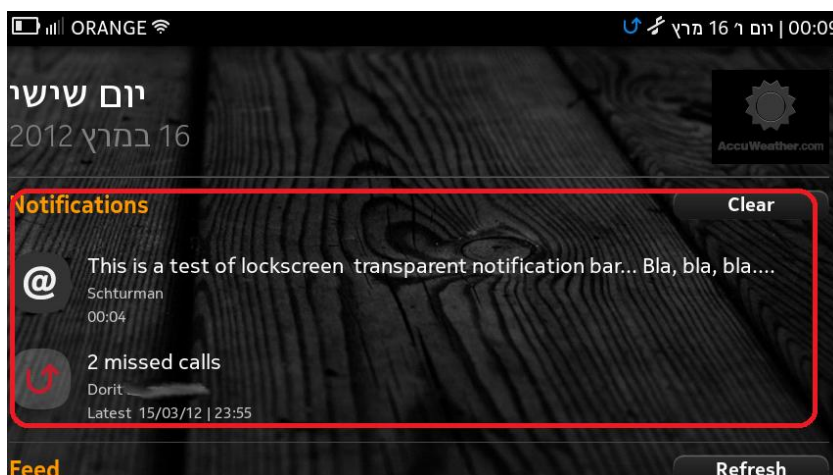 ORANGE
00:09 | יום ו׳ 16 מרץ
יום שישי
16 במרץ 2012
AccuWeather.com
Notifications
Clear
@
This is a test of lockscreen transparent notification bar... Bla, bla, bla....
Schturman
00:04
2 missed calls
Dorit
Latest 15/03/12 | 23:55
Feed
Refresh